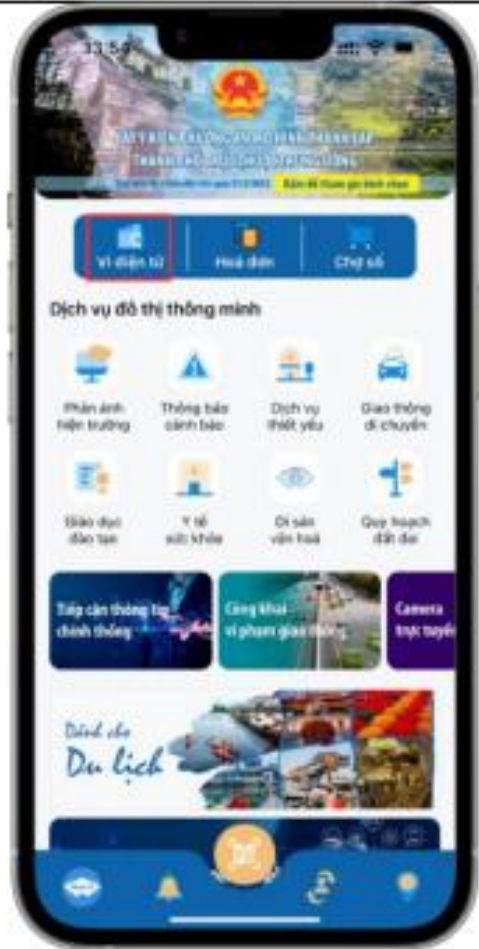 Ví điện tử
Hoá đơn
Chợ số
Dịch vụ đô thị thông minh
Phản ánh
hiện trường
Thông báo
cảnh báo
Dịch vụ
thiết yếu
Giao thông
di chuyển
Giáo dục
đào tạo
Y tế
sức khỏe
Di sản
văn hoá
Quy hoạch
đất đai
Tiếp cận thông tin
chính thống
Công khai
vi phạm giao thông
Camera
trực tuyến
Dành cho
Du lịch